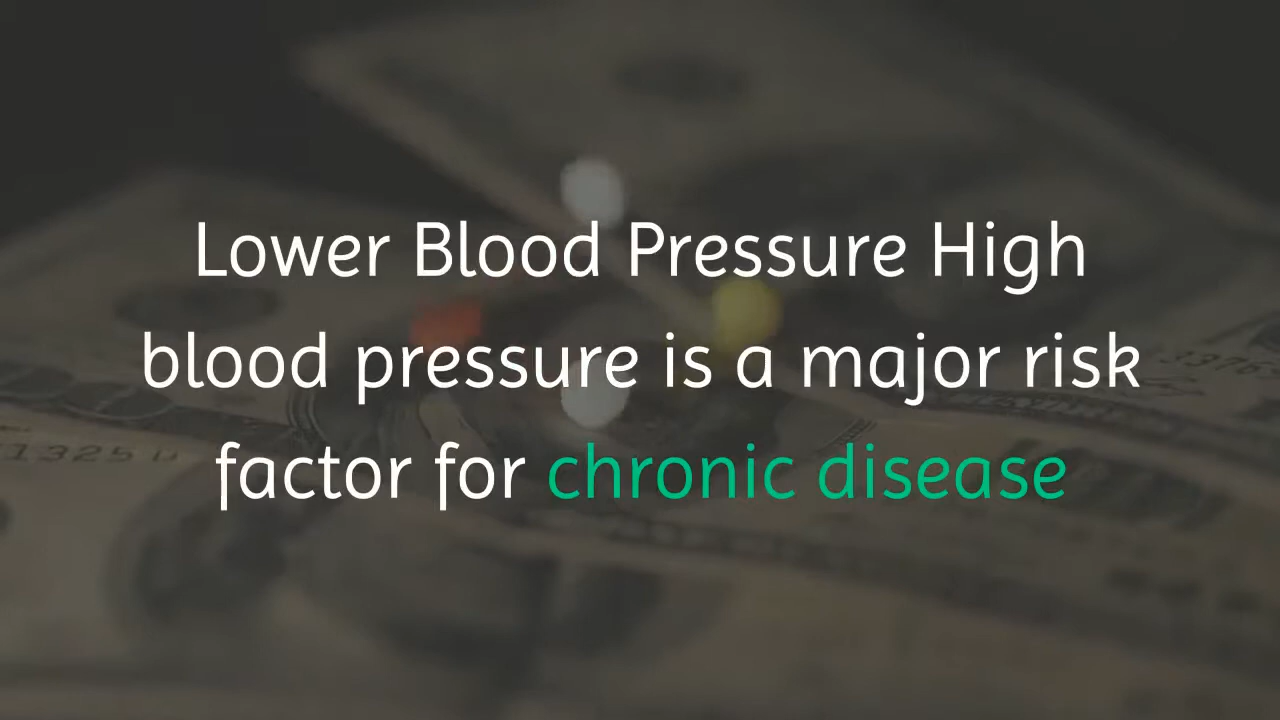 Lower Blood Pressure High
blood pressure is a major risk
factor for chronic disease